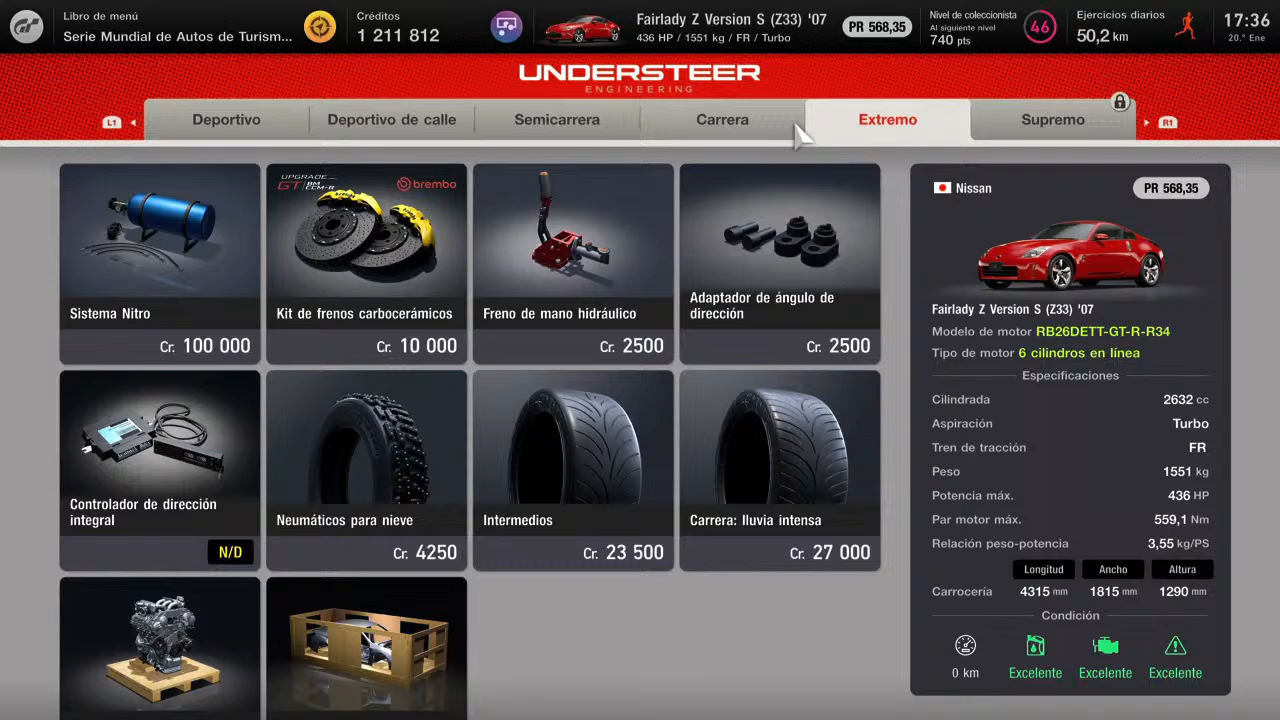 Libro de menú
Serie Mundial de Autos de Turism...
Créditos
1 211 812
Fairlady Z Version S (Z33) '07
436 HP / 1551 kg / FR / Turbo
PR 568,35
Nivel de coleccionista
Al siguiente nivel
740 pts
46
Ejercicios diarios
50,2 km
17:36
20.° Ene
UNDERSTEER
ENGINEERING
L1
Deportivo
Deportivo de calle
Semicarrera
Carrera
Extremo
Supremo
R1
Sistema Nitro
Cr. 100 000
UPGRADE
GT BM CCM-R
brembo
Kit de frenos carbocerámicos
Cr. 10 000
Freno de mano hidráulico
Cr. 2500
Adaptador de ángulo de
dirección
Cr. 2500
Controlador de dirección
integral
N/D
Neumáticos para nieve
Cr. 4250
Intermedios
Cr. 23 500
Carrera: lluvia intensa
Cr. 27 000
Nissan
PR 568,35
Fairlady Z Version S (Z33) '07
Modelo de motor RB26DETT-GT-R-R34
Tipo de motor 6 cilindros en línea
Especificaciones
Cilindrada 2632 cc
Aspiración Turbo
Tren de tracción FR
Peso 1551 kg
Potencia máx. 436 HP
Par motor máx. 559,1 Nm
Relación peso-potencia 3,55 kg/PS
Longitud Ancho Altura
Carrocería 4315 mm 1815 mm 1290 mm
Condición
0 km Excelente Excelente Excelente